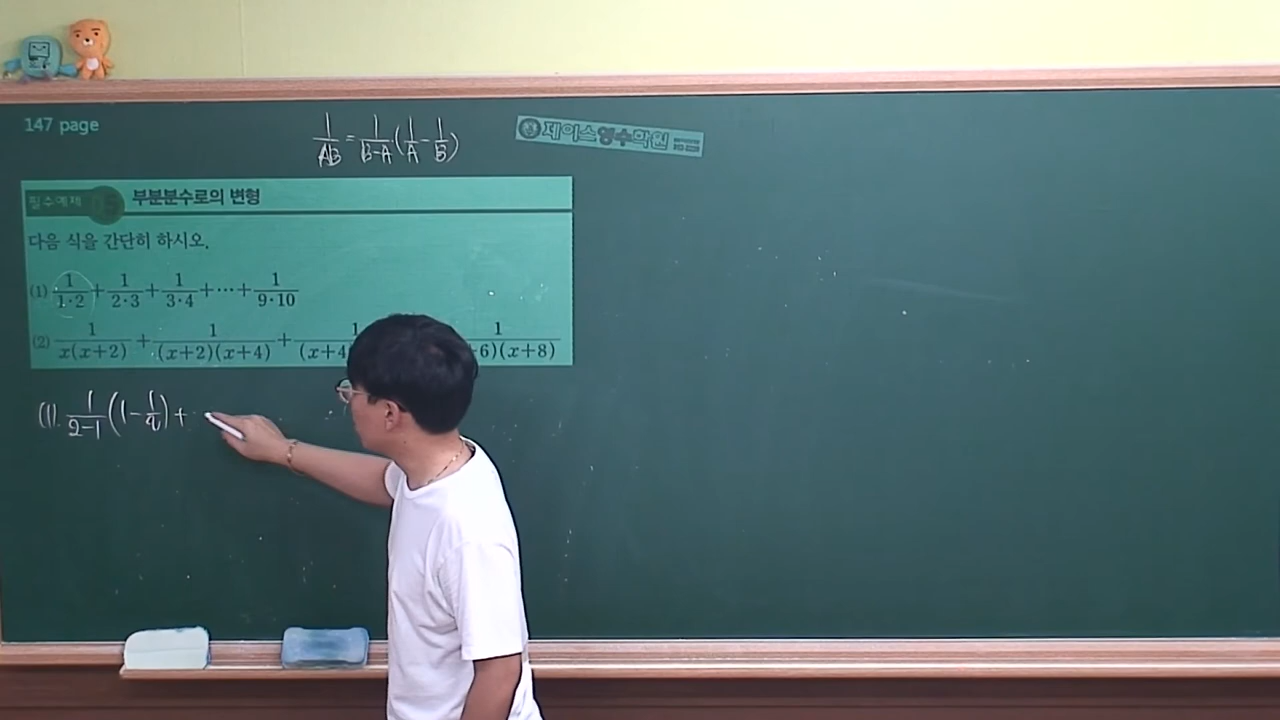 147 page
1/AB = 1/B-A (1/A - 1/B)
제이스영수학원
필수예제 부분분수로의 변형
다음 식을 간단히 하시오.
(1) 1/1·2 + 1/2·3 + 1/3·4 + ··· + 1/9·10
(2) 1/x(x+2) + 1/(x+2)(x+4) + 1/(x+4 6)(x+8)
(1). 1/2-1 (1 - 1/2) +